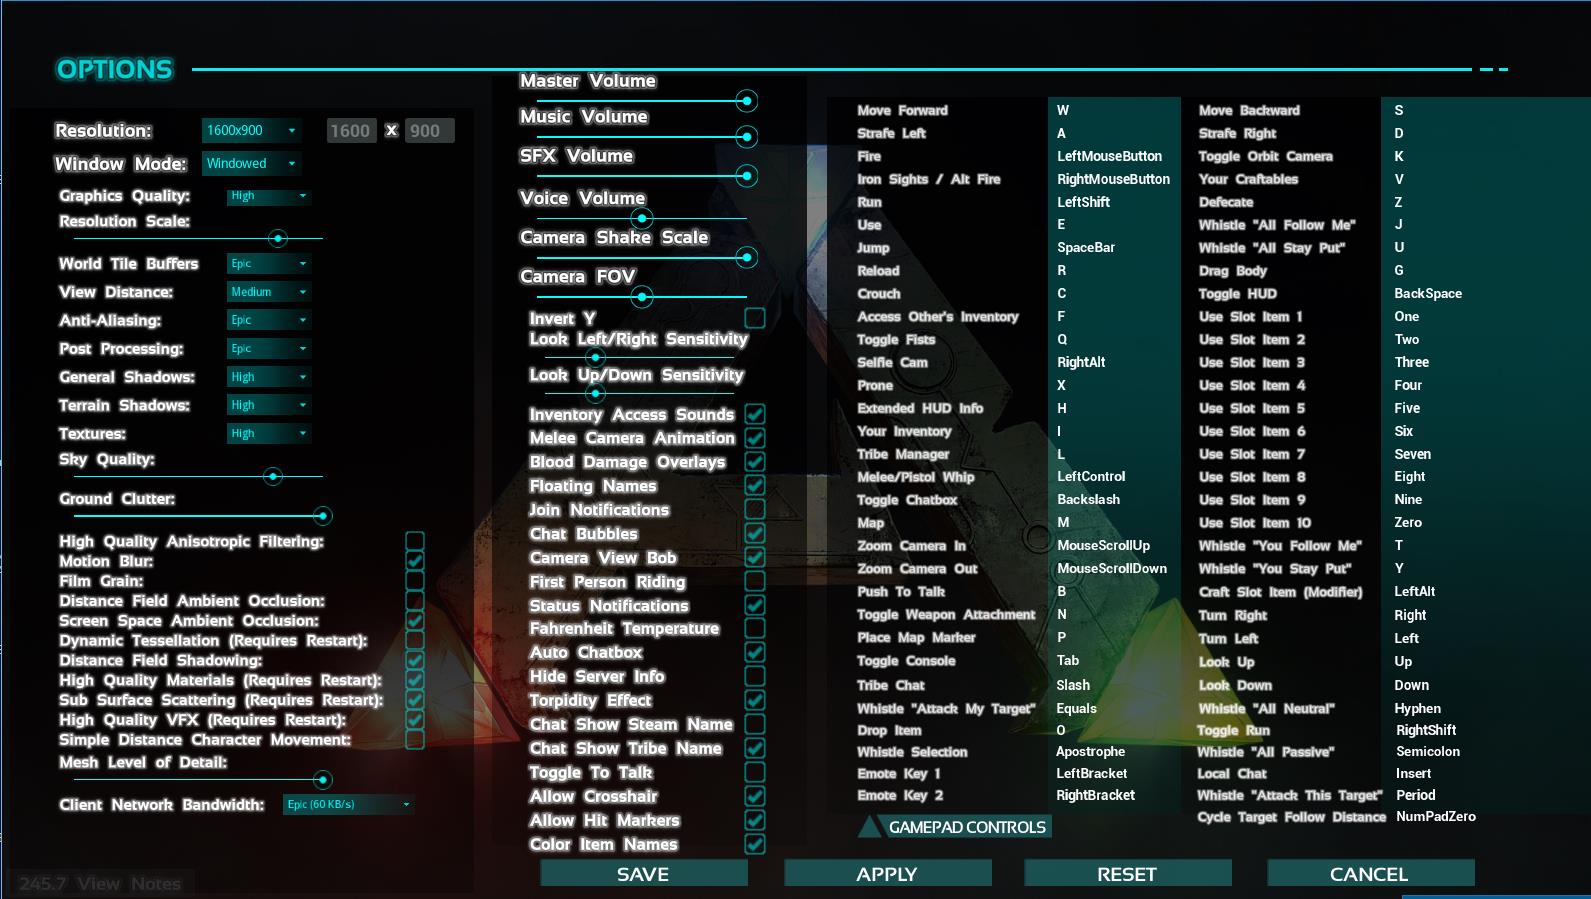 OPTIONS
Resolution: 1600x900 1600 X 900
Window Mode: Windowed
Graphics Quality: High
Resolution Scale:
World Tile Buffers Epic
View Distance: Medium
Anti-Aliasing: Epic
Post Processing: Epic
General Shadows: High
Terrain Shadows: High
Textures: High
Sky Quality:
Ground Clutter:
High Quality Anisotropic Filtering:
Motion Blur:
Film Grain:
Distance Field Ambient Occlusion:
Screen Space Ambient Occlusion:
Dynamic Tessellation (Requires Restart):
Distance Field Shadowing:
High Quality Materials (Requires Restart):
Sub Surface Scattering (Requires Restart):
High Quality VFX (Requires Restart):
Simple Distance Character Movement:
Mesh Level of Detail:
Client Network Bandwidth: Epic (60 KB/s)
245.7 View Notes
Master Volume
Music Volume
SFX Volume
Voice Volume
Camera Shake Scale
Camera FOV
Invert Y
Look Left/Right Sensitivity
Look Up/Down Sensitivity
Inventory Access Sounds
Melee Camera Animation
Blood Damage Overlays
Floating Names
Join Notifications
Chat Bubbles
Camera View Bob
First Person Riding
Status Notifications
Fahrenheit Temperature
Auto Chatbox
Hide Server Info
Torpidity Effect
Chat Show Steam Name
Chat Show Tribe Name
Toggle To Talk
Allow Crosshair
Allow Hit Markers
Color Item Names
Move Forward W Move Backward S
Strafe Left A Strafe Right D
Fire LeftMouseButton Toggle Orbit Camera K
Iron Sights / Alt Fire RightMouseButton Your Craftables V
Run LeftShift Defecate Z
Use E Whistle "All Follow Me" J
Jump SpaceBar Whistle "All Stay Put" U
Reload R Drag Body G
Crouch C Toggle HUD BackSpace
Access Other's Inventory F Use Slot Item 1 One
Toggle Fists Q Use Slot Item 2 Two
Selfie Cam RightAlt Use Slot Item 3 Three
Prone X Use Slot Item 4 Four
Extended HUD Info H Use Slot Item 5 Five
Your Inventory I Use Slot Item 6 Six
Tribe Manager L Use Slot Item 7 Seven
Melee/Pistol Whip LeftControl Use Slot Item 8 Eight
Toggle Chatbox Backslash Use Slot Item 9 Nine
Map M Use Slot Item 10 Zero
Zoom Camera In MouseScrollUp Whistle "You Follow Me" T
Zoom Camera Out MouseScrollDown Whistle "You Stay Put" Y
Push To Talk B Craft Slot Item (Modifier) LeftAlt
Toggle Weapon Attachment N Turn Right Right
Place Map Marker P Turn Left Left
Toggle Console Tab Look Up Up
Tribe Chat Slash Look Down Down
Whistle "Attack My Target" Equals Whistle "All Neutral" Hyphen
Drop Item O Toggle Run RightShift
Whistle Selection Apostrophe Whistle "All Passive" Semicolon
Emote Key 1 LeftBracket Local Chat Insert
Emote Key 2 RightBracket Whistle "Attack This Target" Period
Cycle Target Follow Distance NumPadZero
GAMEPAD CONTROLS
SAVE APPLY RESET CANCEL